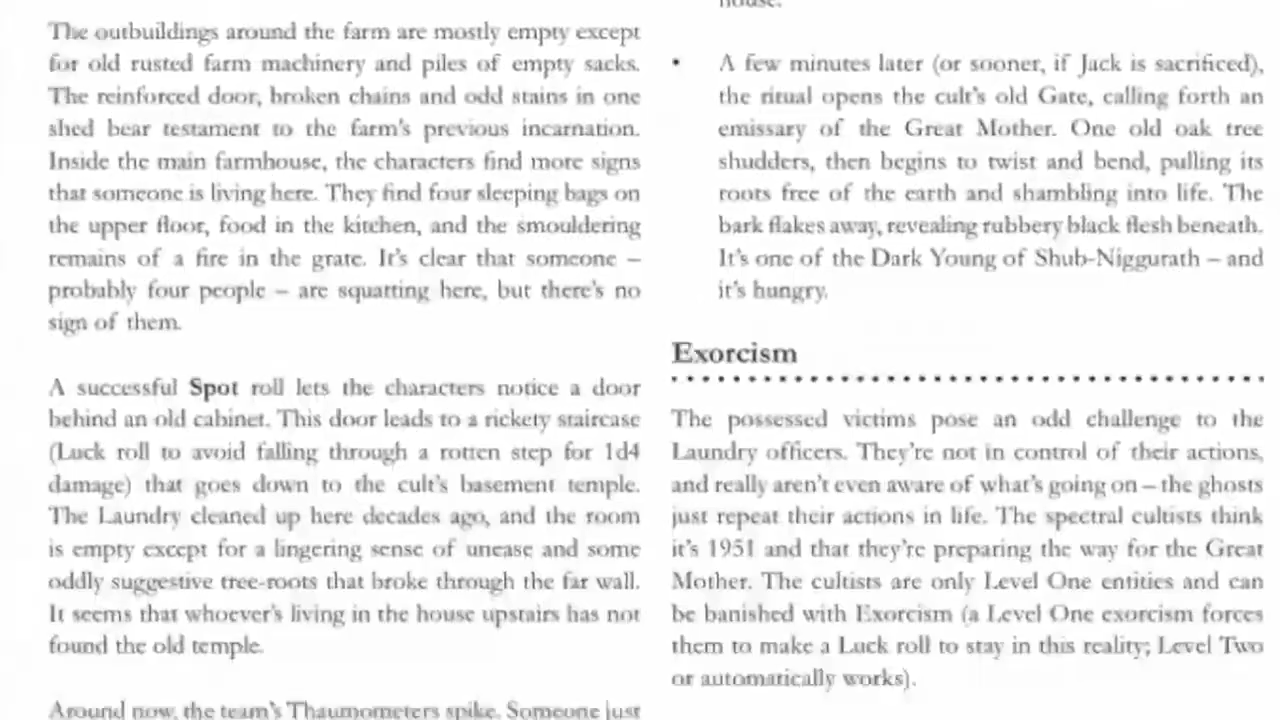 The outbuildings around the farm are mostly empty except
for old rusted farm machinery and piles of empty sacks.
The reinforced door, broken chains and odd stains in one
shed bear testament to the farm's previous incarnation.
Inside the main farmhouse, the characters find more signs
that someone is living here. They find four sleeping bags on
the upper floor, food in the kitchen, and the smouldering
remains of a fire in the grate. It's clear that someone –
probably four people – are squatting here, but there's no
sign of them.
A successful Spot roll lets the characters notice a door
behind an old cabinet. This door leads to a rickety staircase
(Luck roll to avoid falling through a rotten step for 1d4
damage) that goes down to the cult's basement temple.
The Laundry cleaned up here decades ago, and the room
is empty except for a lingering sense of unease and some
oddly suggestive tree-roots that broke through the far wall.
It seems that whoever's living in the house upstairs has not
found the old temple.
Around now, the team's Thaumometers spike. Someone just
house.
• A few minutes later (or sooner, if Jack is sacrificed),
the ritual opens the cult's old Gate, calling forth an
emissary of the Great Mother. One old oak tree
shudders, then begins to twist and bend, pulling its
roots free of the earth and shambling into life. The
bark flakes away, revealing rubbery black flesh beneath.
It's one of the Dark Young of Shub-Niggurath – and
it's hungry.
Exorcism
The possessed victims pose an odd challenge to the
Laundry officers. They're not in control of their actions,
and really aren't even aware of what's going on – the ghosts
just repeat their actions in life. The spectral cultists think
it's 1951 and that they're preparing the way for the Great
Mother. The cultists are only Level One entities and can
be banished with Exorcism (a Level One exorcism forces
them to make a Luck roll to stay in this reality; Level Two
or automatically works).